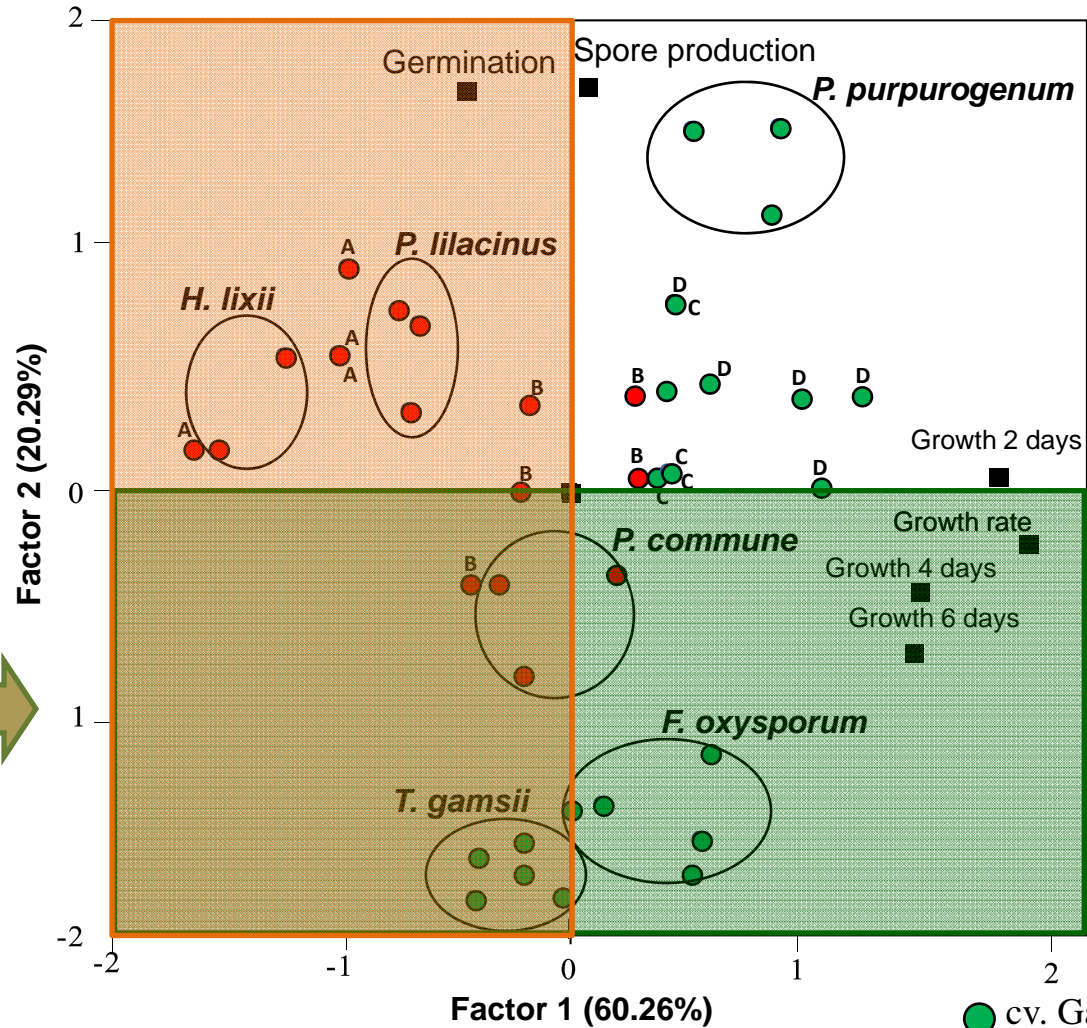 2
Germination
Spore production
P. purpurogenum
1
A
P. lilacinus
H. lixii
D
C
A
A
B
B
D
D
D
A
B
B
C
C
C
D
Growth 2 days
0
Growth rate
P. commune
B
Growth 4 days
Growth 6 days
1
F. oxysporum
T. gamsii
-2
-2
-1
0
1
2
Factor 2 (20.29%)
Factor 1 (60.26%)
cv. G